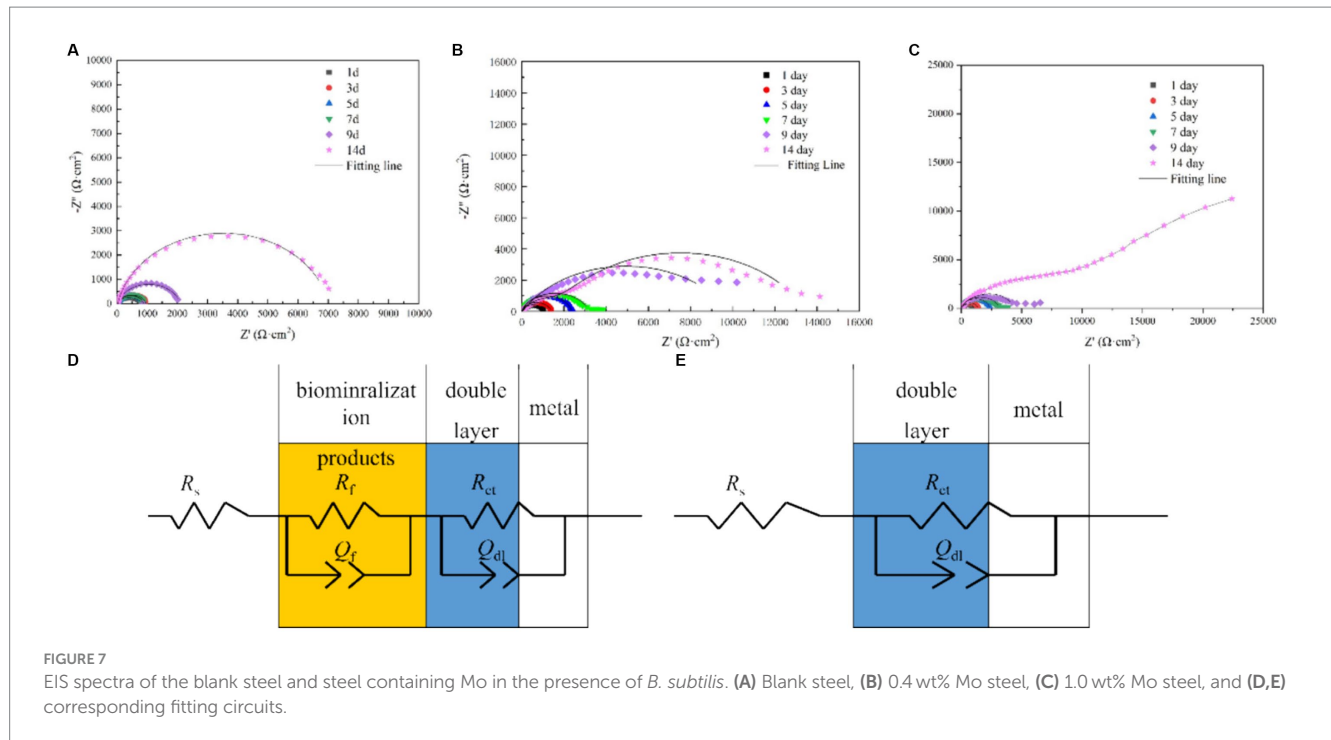 A
10000
9000
8000
7000
6000
5000
4000
3000
2000
1000
0
-Z'' (Ω·cm²)
1d
3d
5d
7d
9d
14d
Fitting line
0 1000 2000 3000 4000 5000 6000 7000 8000 9000 10000
Z' (Ω·cm²)
B
16000
14000
12000
10000
8000
6000
4000
2000
0
-Z'' (Ω·cm²)
1 day
3 day
5 day
7 day
9 day
14 day
Fitting Line
0 2000 4000 6000 8000 10000 12000 14000 16000
Z' (Ω·cm²)
C
25000
20000
15000
10000
5000
0
-Z'' (Ω·cm²)
1 day
3 day
5 day
7 day
9 day
14 day
Fitting line
0 5000 10000 15000 20000 25000
Z' (Ω·cm²)
D
biominralizat
ion
products
double
layer
metal
Rs
Rf
Rct
Qf
Qdl
E
double
layer
metal
Rs
Rct
Qdl
FIGURE 7
EIS spectra of the blank steel and steel containing Mo in the presence of B. subtilis. (A) Blank steel, (B) 0.4 wt% Mo steel, (C) 1.0 wt% Mo steel, and (D,E)
corresponding fitting circuits.